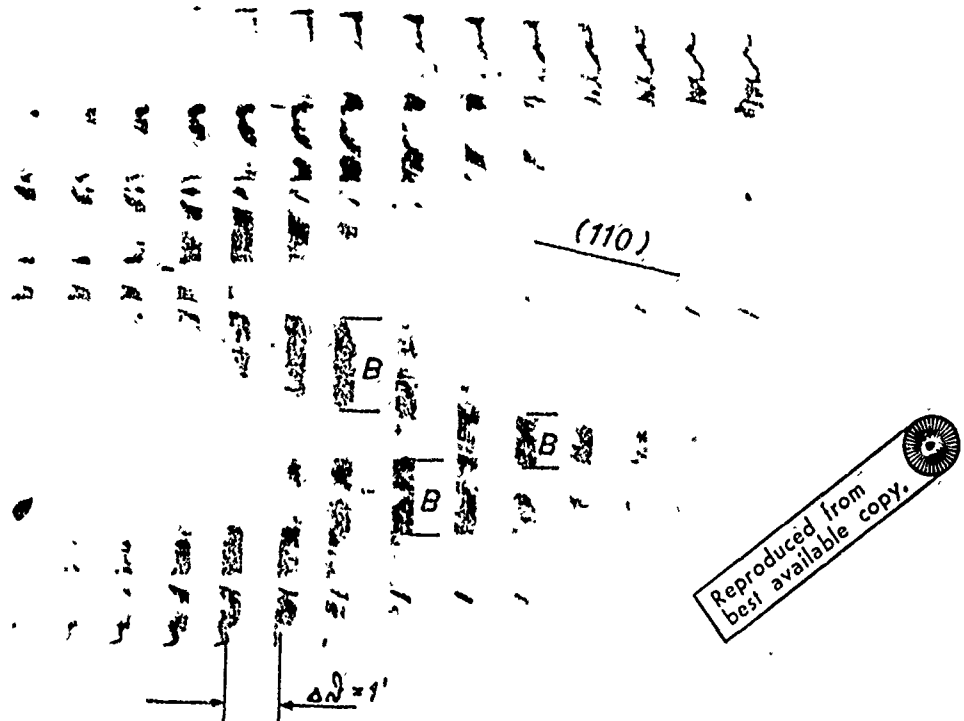 (110)
B
B
B
Reproduced from
best available copy.
Δϑ = 1'